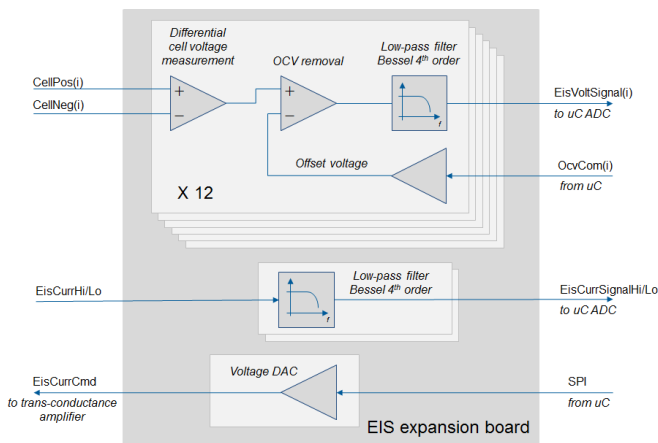 Differential
cell voltage
measurement
OCV removal
Low-pass filter
Bessel 4th order
f
CellPos(i)
CellNeg(i)
+
−
+
−
EisVoltSignal(i)
to uC ADC
Offset voltage
OcvCom(i)
from uC
X 12
Low-pass filter
Bessel 4th order
f
EisCurrHi/Lo
EisCurrSignalHi/Lo
to uC ADC
Voltage DAC
EisCurrCmd
to trans-conductance
amplifier
SPI
from uC
EIS expansion board